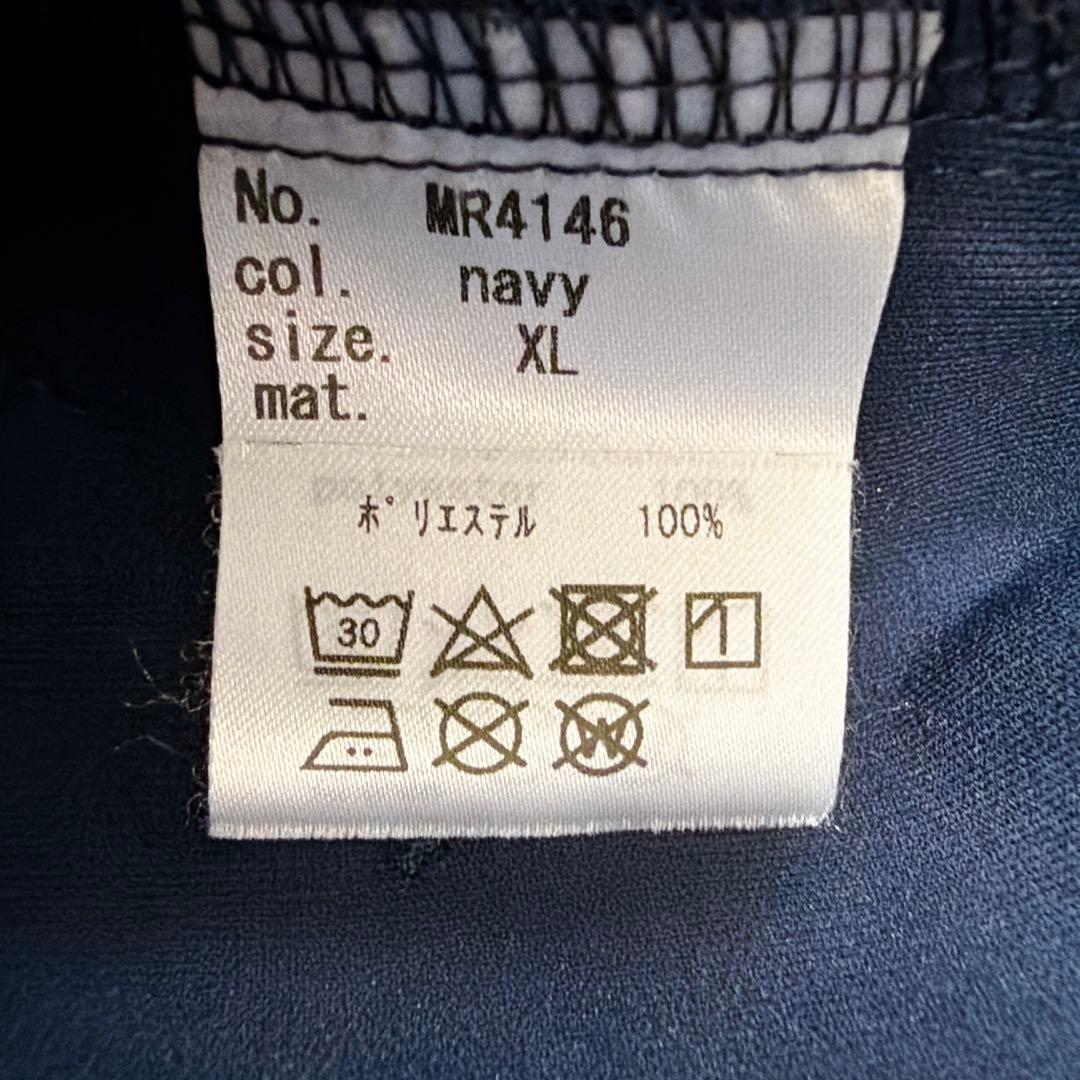 No. MR4146
col. navy
size. XL
mat.
ﾎﾟﾘｴｽﾃﾙ 100%
30
W